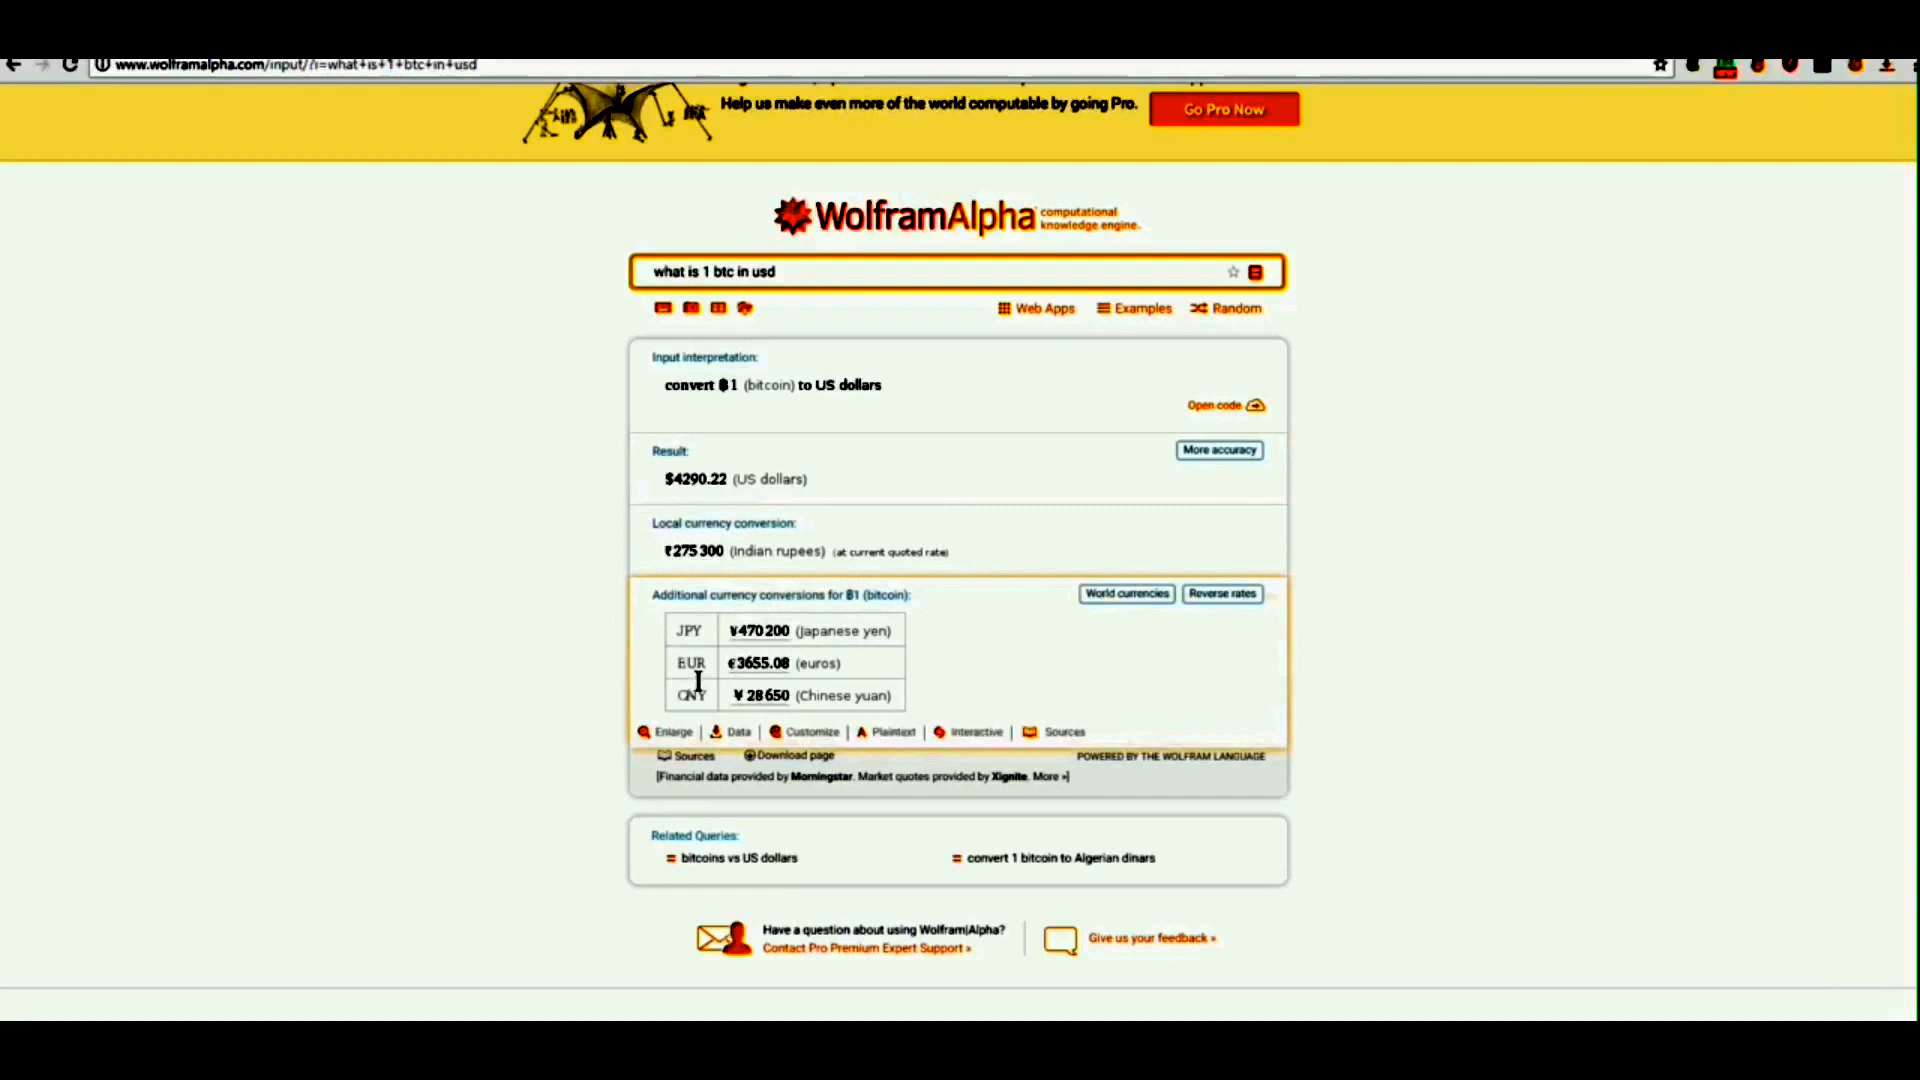 www.wolframalpha.com/input/?i=what+is+1+btc+in+usd
Help us make even more of the world computable by going Pro.
Go Pro Now
WolframAlpha computational knowledge engine.
what is 1 btc in usd
Web Apps Examples Random
Input interpretation:
convert ฿1 (bitcoin) to US dollars
Open code
Result:
More accuracy
$4290.22 (US dollars)
Local currency conversion:
₹275300 (Indian rupees) (at current quoted rate)
Additional currency conversions for ฿1 (bitcoin):
World currencies Reverse rates
JPY ¥470200 (Japanese yen)
EUR €3655.08 (euros)
CNY ¥28650 (Chinese yuan)
Enlarge | Data | Customize | A Plaintext | Interactive | Sources
Sources Download page POWERED BY THE WOLFRAM LANGUAGE
[Financial data provided by Morningstar. Market quotes provided by Xignite. More »]
Related Queries:
= bitcoins vs US dollars = convert 1 bitcoin to Algerian dinars
Have a question about using Wolfram|Alpha?
Contact Pro Premium Expert Support »
Give us your feedback »